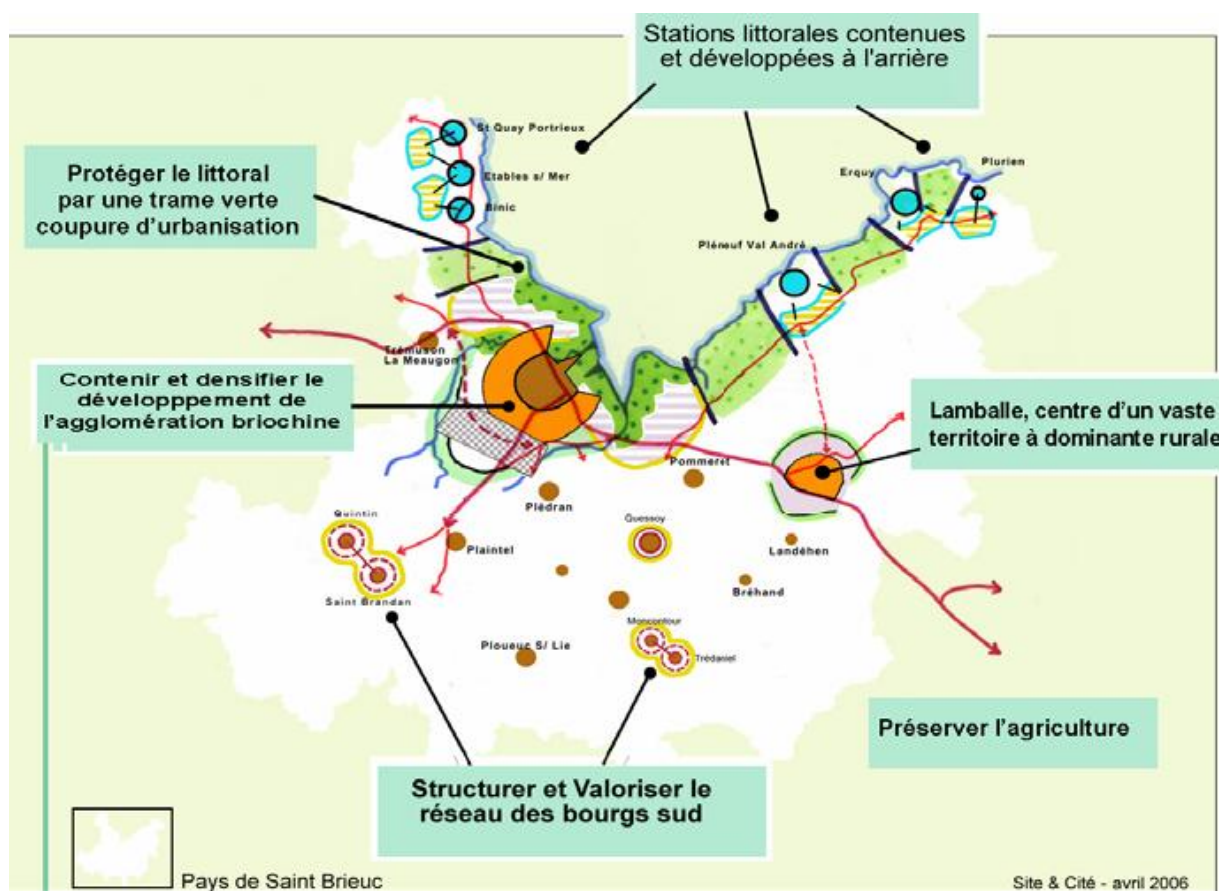 Stations littorales contenues
et développées à l'arrière
St Quay Portrieux
Etables s/ Mer
Binic
Protéger le littoral
par une trame verte
coupure d'urbanisation
Erquy
Plurien
Pléneuf Val André
Trémuson
La Meaugon
Contenir et densifier le
développpement de
l'agglomération briochine
Lamballe, centre d'un vaste
territoire à dominante rurale
Pommeret
Plédran
Quintin
Plaintel
Quessoy
Landéhen
Saint Brandan
Bréhand
Moncontour
Trédaniel
Ploueuc S/ Lie
Préserver l'agriculture
Structurer et Valoriser le
réseau des bourgs sud
Pays de Saint Brieuc
Site & Cité - avril 2006